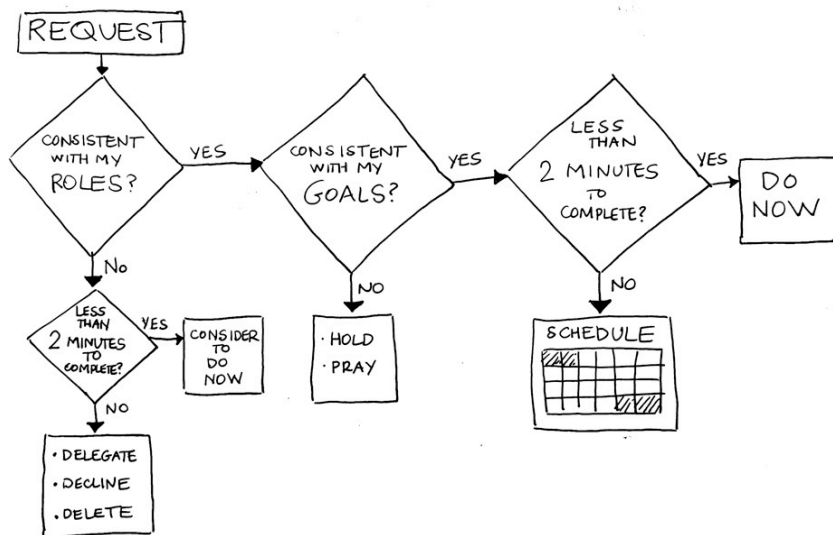 REQUEST
CONSISTENT
WITH MY
ROLES?
YES
CONSISTENT
WITH MY
GOALS?
YES
LESS
THAN
2 MINUTES
TO
COMPLETE?
YES
DO
NOW
NO
LESS
THAN
2 MINUTES
TO
COMPLETE?
YES
CONSIDER
TO
DO
NOW
NO
· HOLD
· PRAY
NO
SCHEDULE
NO
· DELEGATE
· DECLINE
· DELETE